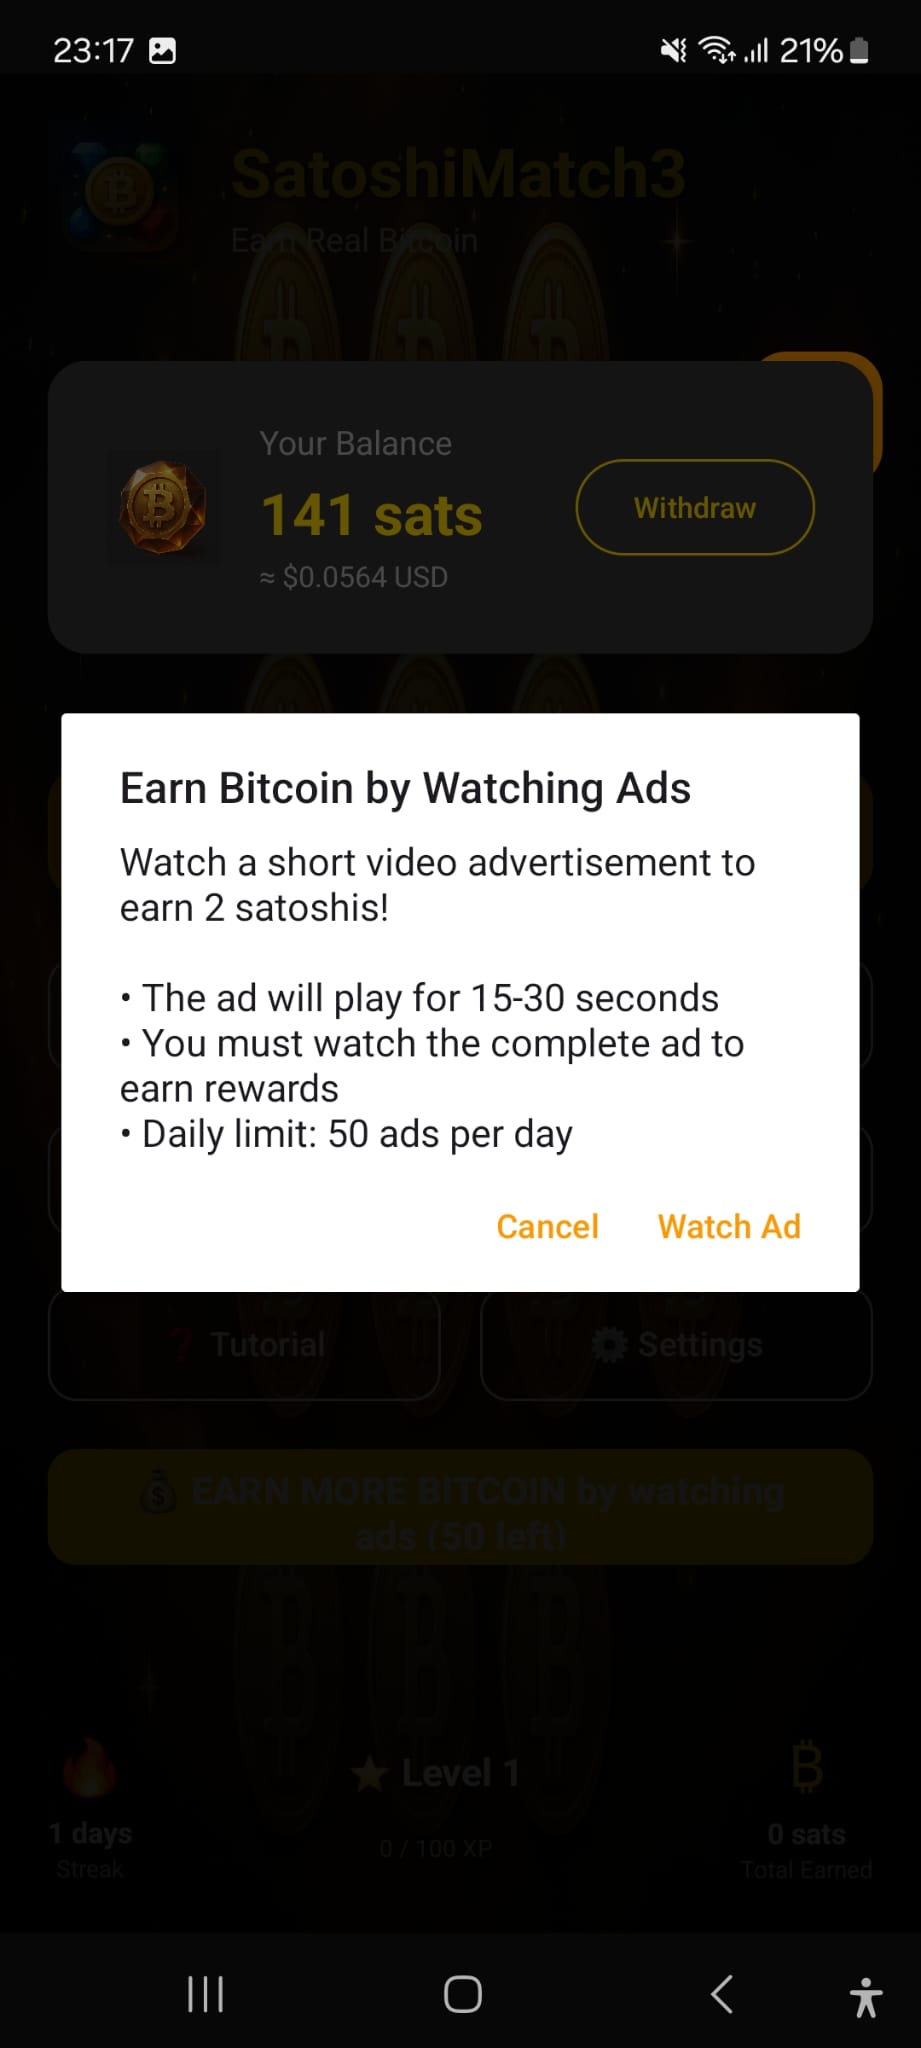 23:17
21%
SatoshiMatch3
Earn Real Bitcoin
Your Balance
141 sats
≈ $0.0564 USD
Withdraw
Earn Bitcoin by Watching Ads
Watch a short video advertisement to
earn 2 satoshis!
• The ad will play for 15-30 seconds
• You must watch the complete ad to
earn rewards
• Daily limit: 50 ads per day
Cancel
Watch Ad
Tutorial
Settings
EARN MORE BITCOIN by watching
ads (50 left)
1 days
Streak
Level 1
0 / 100 XP
0 sats
Total Earned